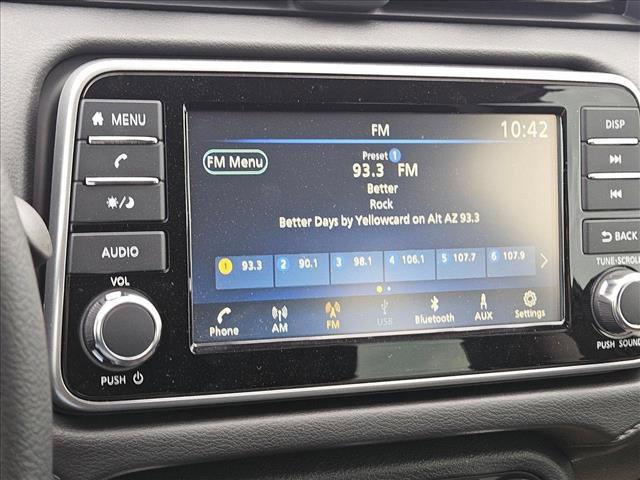 MENU
AUDIO
VOL
PUSH
FM
10:42
FM Menu
Preset 1
93.3 FM
Better
Rock
Better Days by Yellowcard on Alt AZ 93.3
1 93.3 2 90.1 3 98.1 4 106.1 5 107.7 6 107.9
Phone AM FM USB Bluetooth AUX Settings
DISP
BACK
TUNE-SCROLL
PUSH SOUND